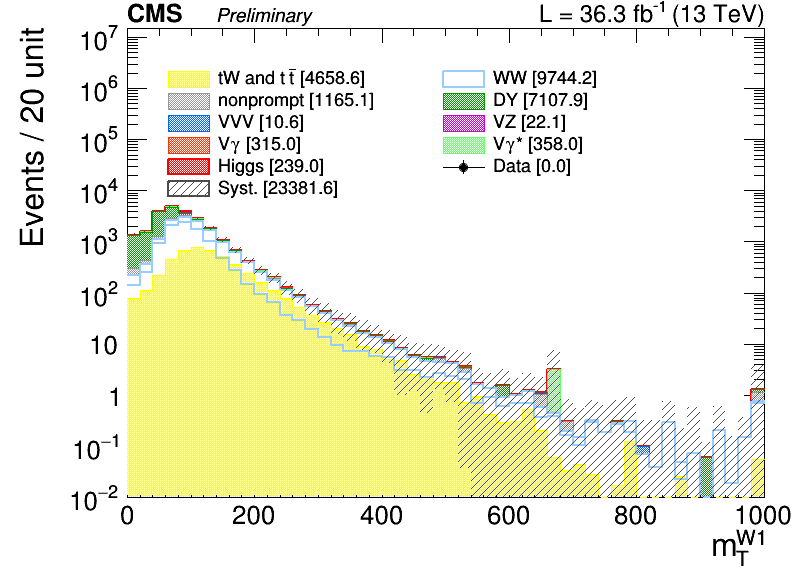 CMS Preliminary L = 36.3 fb⁻¹ (13 TeV)
Events / 20 unit
10⁷
10⁶
10⁵
10⁴
10³
10²
10
1
10⁻¹
10⁻²
tW and t t̄ [4658.6]
WW [9744.2]
nonprompt [1165.1]
DY [7107.9]
VVV [10.6]
VZ [22.1]
Vγ [315.0]
Vγ* [358.0]
Higgs [239.0]
Data [0.0]
Syst. [23381.6]
0 200 400 600 800 1000
m_T^W1